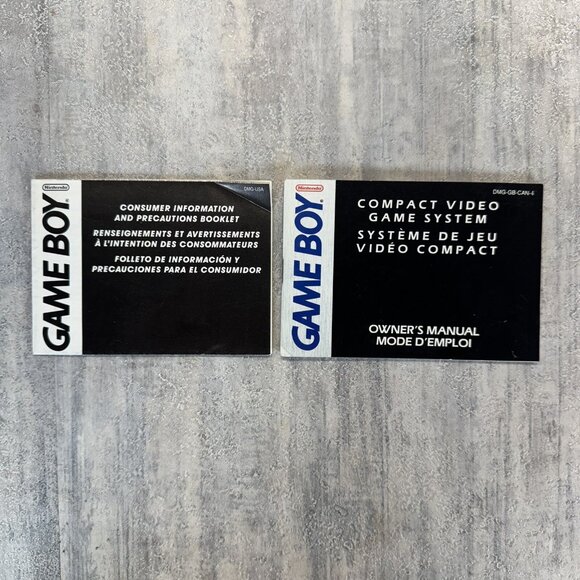 Nintendo
GAME BOY
DMG-USA
CONSUMER INFORMATION
AND PRECAUTIONS BOOKLET
RENSEIGNEMENTS ET AVERTISSEMENTS
À L'INTENTION DES CONSOMMATEURS
FOLLETO DE INFORMACIÓN Y
PRECAUCIONES PARA EL CONSUMIDOR
Nintendo
GAME BOY
DMG-GB-CAN-4
COMPACT VIDEO
GAME SYSTEM
SYSTÈME DE JEU
VIDÉO COMPACT
OWNER'S MANUAL
MODE D'EMPLOI